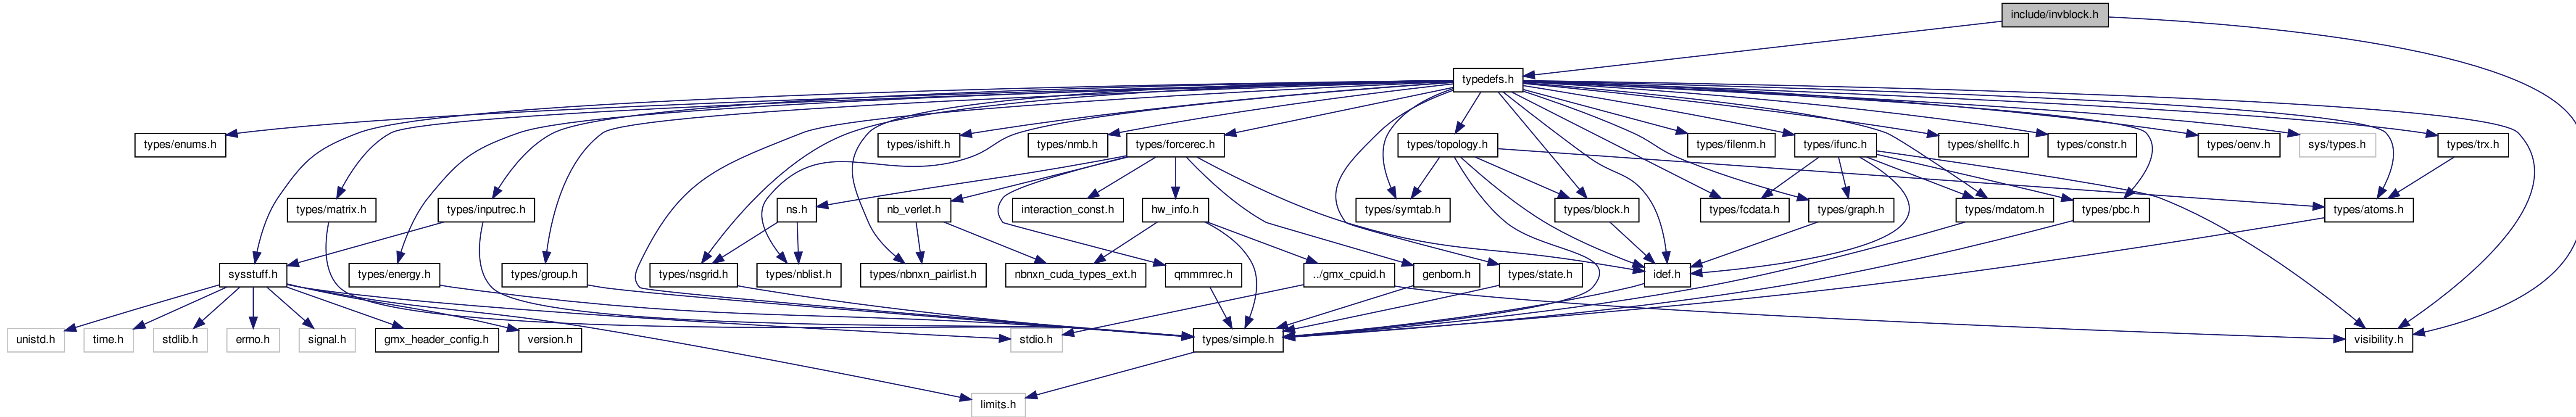 include/invblock.h
typedefs.h
types/enums.h
types/ishift.h
types/nrnb.h
types/forcerec.h
types/topology.h
types/filenm.h
types/ifunc.h
types/shellfc.h
types/constr.h
types/oenv.h
sys/types.h
types/trx.h
types/matrix.h
types/inputrec.h
ns.h
nb_verlet.h
interaction_const.h
hw_info.h
types/symtab.h
types/block.h
types/fcdata.h
types/graph.h
types/mdatom.h
types/pbc.h
types/atoms.h
sysstuff.h
types/energy.h
types/group.h
types/nsgrid.h
types/nblist.h
types/nbnxn_pairlist.h
nbnxn_cuda_types_ext.h
qmmmrec.h
../gmx_cpuid.h
genborn.h
types/state.h
idef.h
unistd.h
time.h
stdlib.h
errno.h
signal.h
gmx_header_config.h
version.h
stdio.h
types/simple.h
visibility.h
limits.h